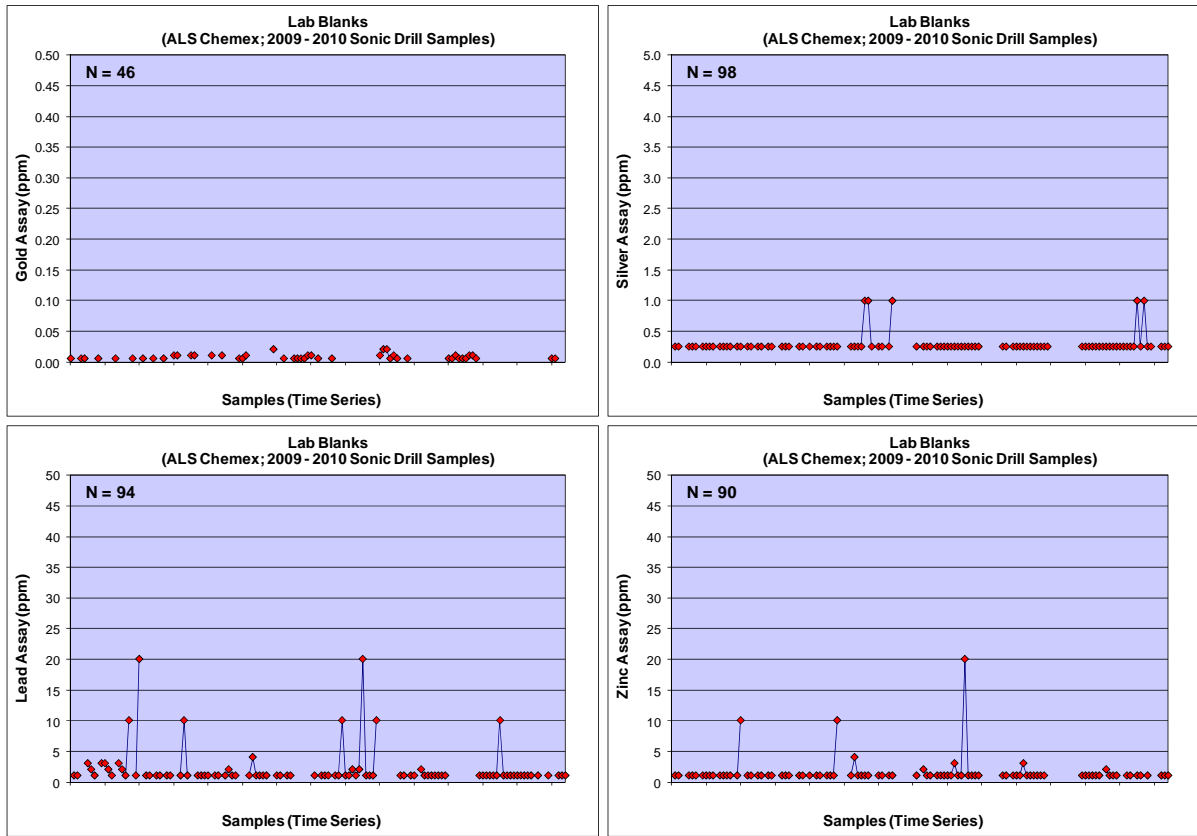 Lab Blanks
(ALS Chemex; 2009 - 2010 Sonic Drill Samples)
N = 46
0.50
0.45
0.40
0.35
0.30
0.25
0.20
0.15
0.10
0.05
0.00
Gold Assay (ppm)
Samples (Time Series)
Lab Blanks
(ALS Chemex; 2009 - 2010 Sonic Drill Samples)
N = 98
5.0
4.5
4.0
3.5
3.0
2.5
2.0
1.5
1.0
0.5
0.0
Silver Assay (ppm)
Samples (Time Series)
Lab Blanks
(ALS Chemex; 2009 - 2010 Sonic Drill Samples)
N = 94
50
45
40
35
30
25
20
15
10
5
0
Lead Assay (ppm)
Samples (Time Series)
Lab Blanks
(ALS Chemex; 2009 - 2010 Sonic Drill Samples)
N = 90
50
45
40
35
30
25
20
15
10
5
0
Zinc Assay (ppm)
Samples (Time Series)